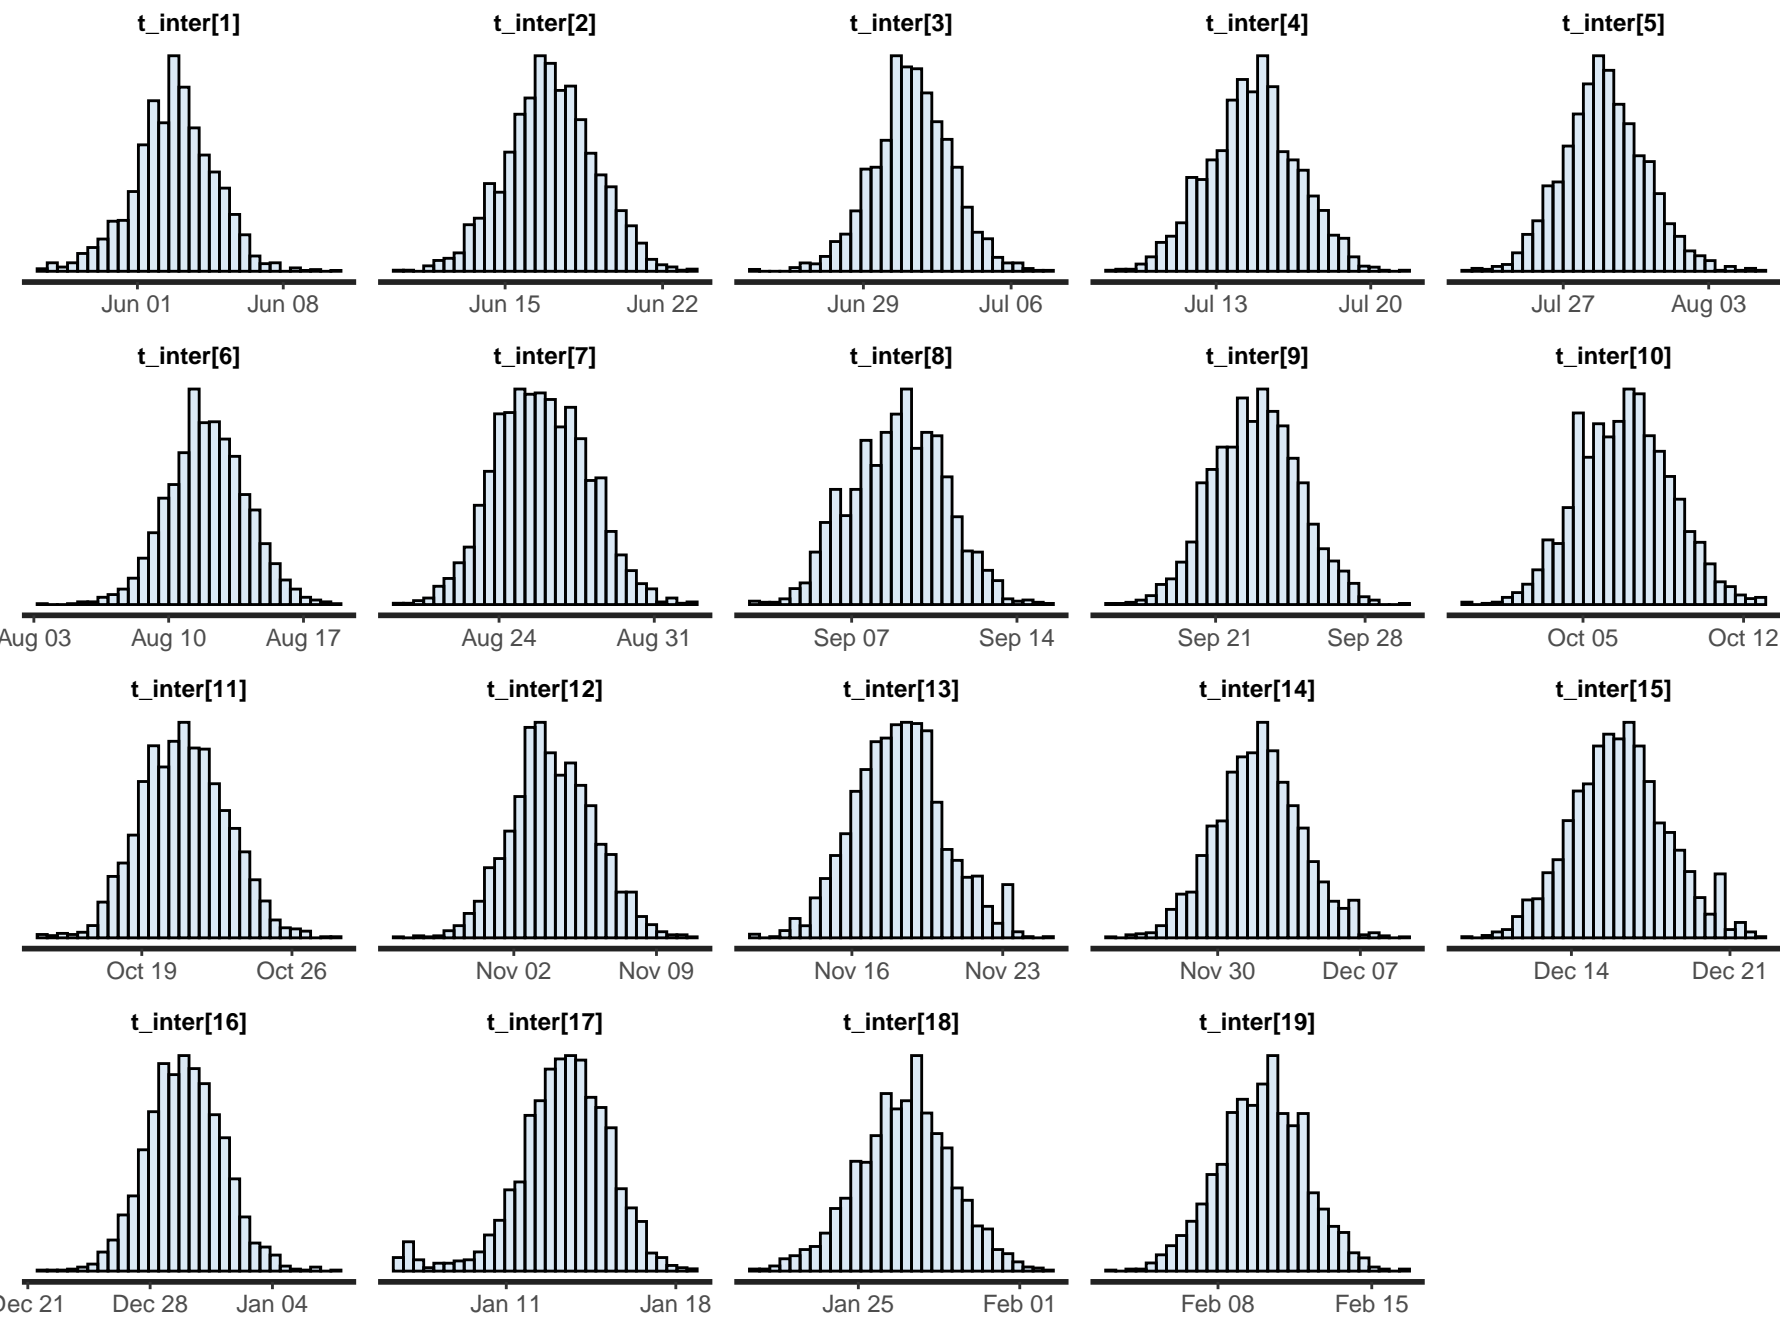 t_inter[1] t_inter[2] t_inter[3] t_inter[4] t_inter[5]
Jun 01 Jun 08 Jun 15 Jun 22 Jun 29 Jul 06 Jul 13 Jul 20 Jul 27 Aug 03
t_inter[6] t_inter[7] t_inter[8] t_inter[9] t_inter[10]
Aug 03 Aug 10 Aug 17 Aug 24 Aug 31 Sep 07 Sep 14 Sep 21 Sep 28 Oct 05 Oct 12
t_inter[11] t_inter[12] t_inter[13] t_inter[14] t_inter[15]
Oct 19 Oct 26 Nov 02 Nov 09 Nov 16 Nov 23 Nov 30 Dec 07 Dec 14 Dec 21
t_inter[16] t_inter[17] t_inter[18] t_inter[19]
Dec 21 Dec 28 Jan 04 Jan 11 Jan 18 Jan 25 Feb 01 Feb 08 Feb 15